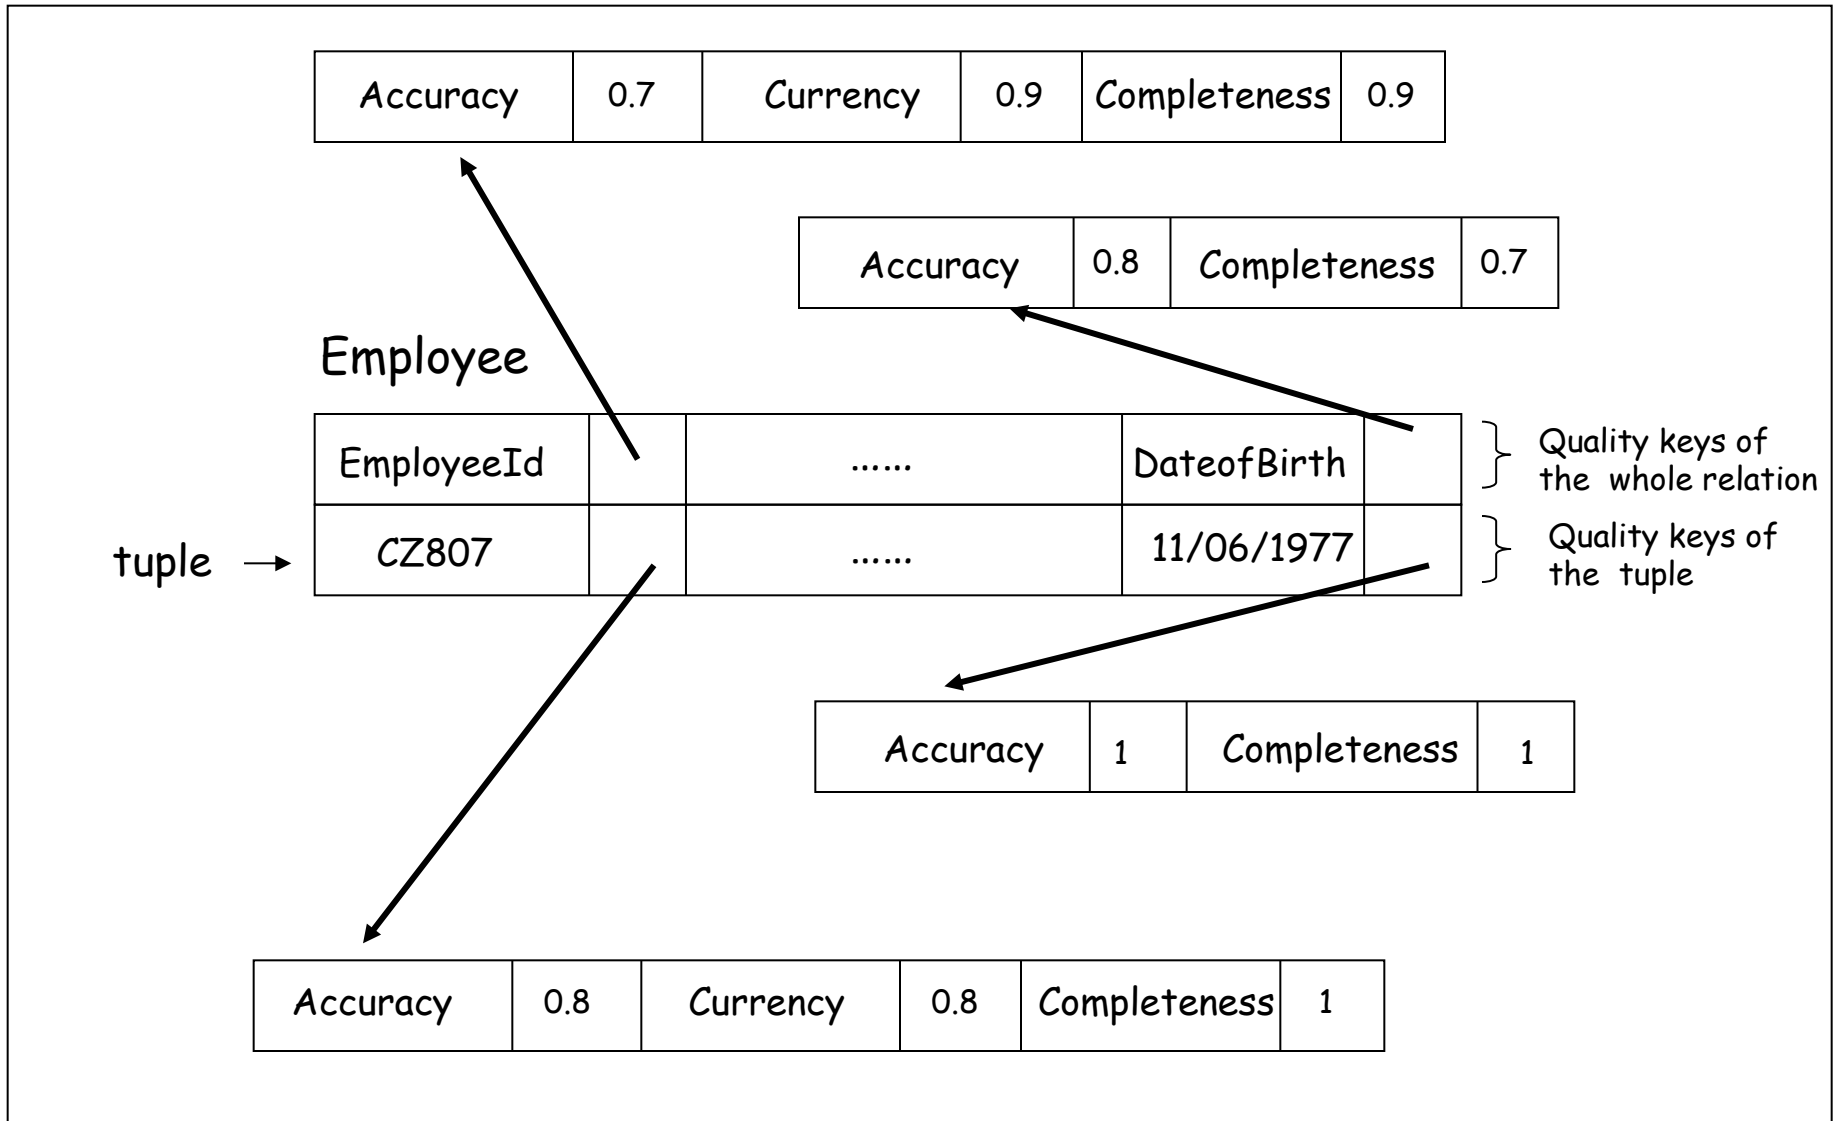 Accuracy 0.7 Currency 0.9 Completeness 0.9
Accuracy 0.8 Completeness 0.7
Employee
EmployeeId ...... DateofBirth
Quality keys of
the whole relation
tuple CZ807 ...... 11/06/1977
Quality keys of
the tuple
Accuracy 1 Completeness 1
Accuracy 0.8 Currency 0.8 Completeness 1